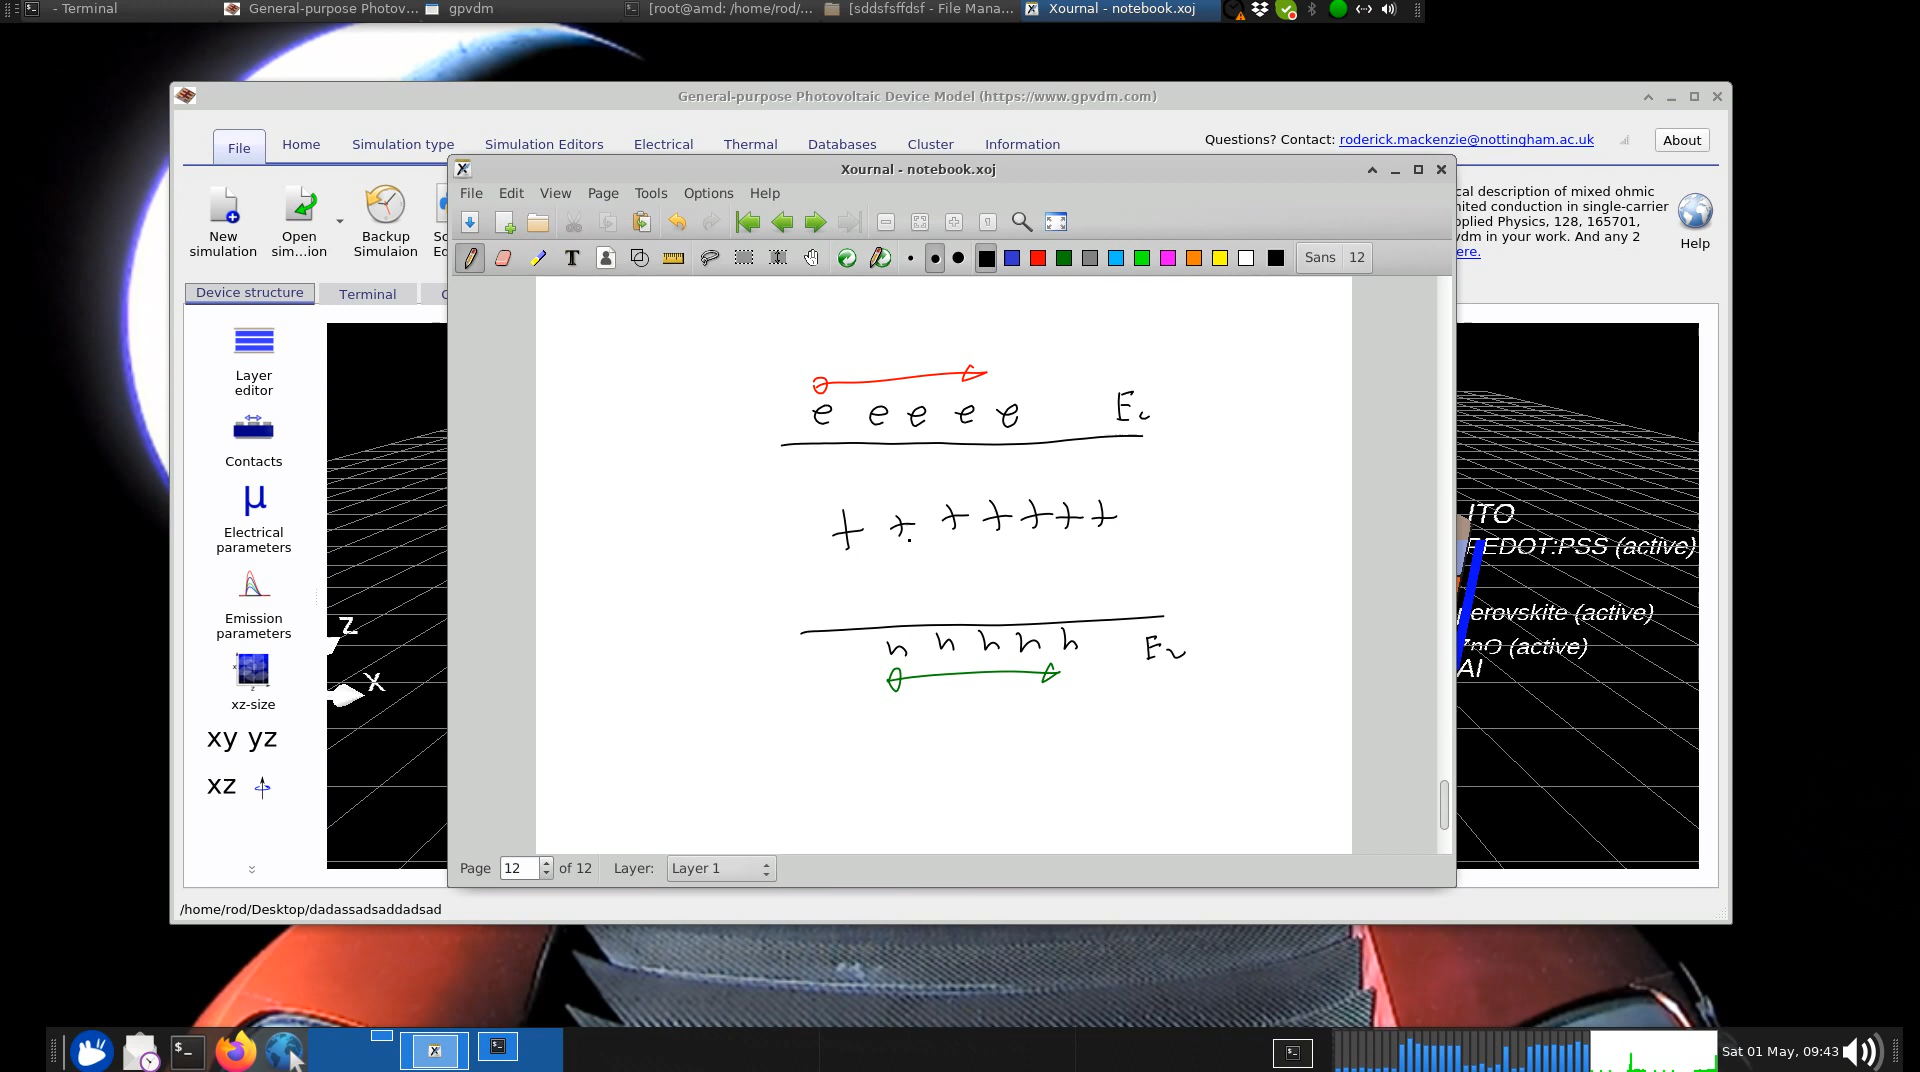 - Terminal
General-purpose Photov...
gpvdm
[root@amd: /home/rod/...
[sddsfsffdsf - File Mana...
Xournal - notebook.xoj
General-purpose Photovoltaic Device Model (https://www.gpvdm.com)
File Home Simulation type Simulation Editors Electrical Thermal Databases Cluster Information
Questions? Contact: roderick.mackenzie@nottingham.ac.uk
About
New simulation
Open sim...ion
Backup Simulaion
cal description of mixed ohmic
nited conduction in single-carrier
pplied Physics, 128, 165701,
vdm in your work. And any 2
ere.
Help
Device structure
Terminal
Layer editor
Contacts
μ
Electrical parameters
Emission parameters
xz-size
xy yz
xz
Z
X
Xournal - notebook.xoj
File Edit View Page Tools Options Help
T
Sans 12
e e e e e Ec
+ + + + + + +
h h h h h Ev
Page 12 of 12 Layer: Layer 1
ITO
PEDOT:PSS (active)
perovskite (active)
ZnO (active)
Al
/home/rod/Desktop/dadassadsaddadsad
Sat 01 May, 09:43